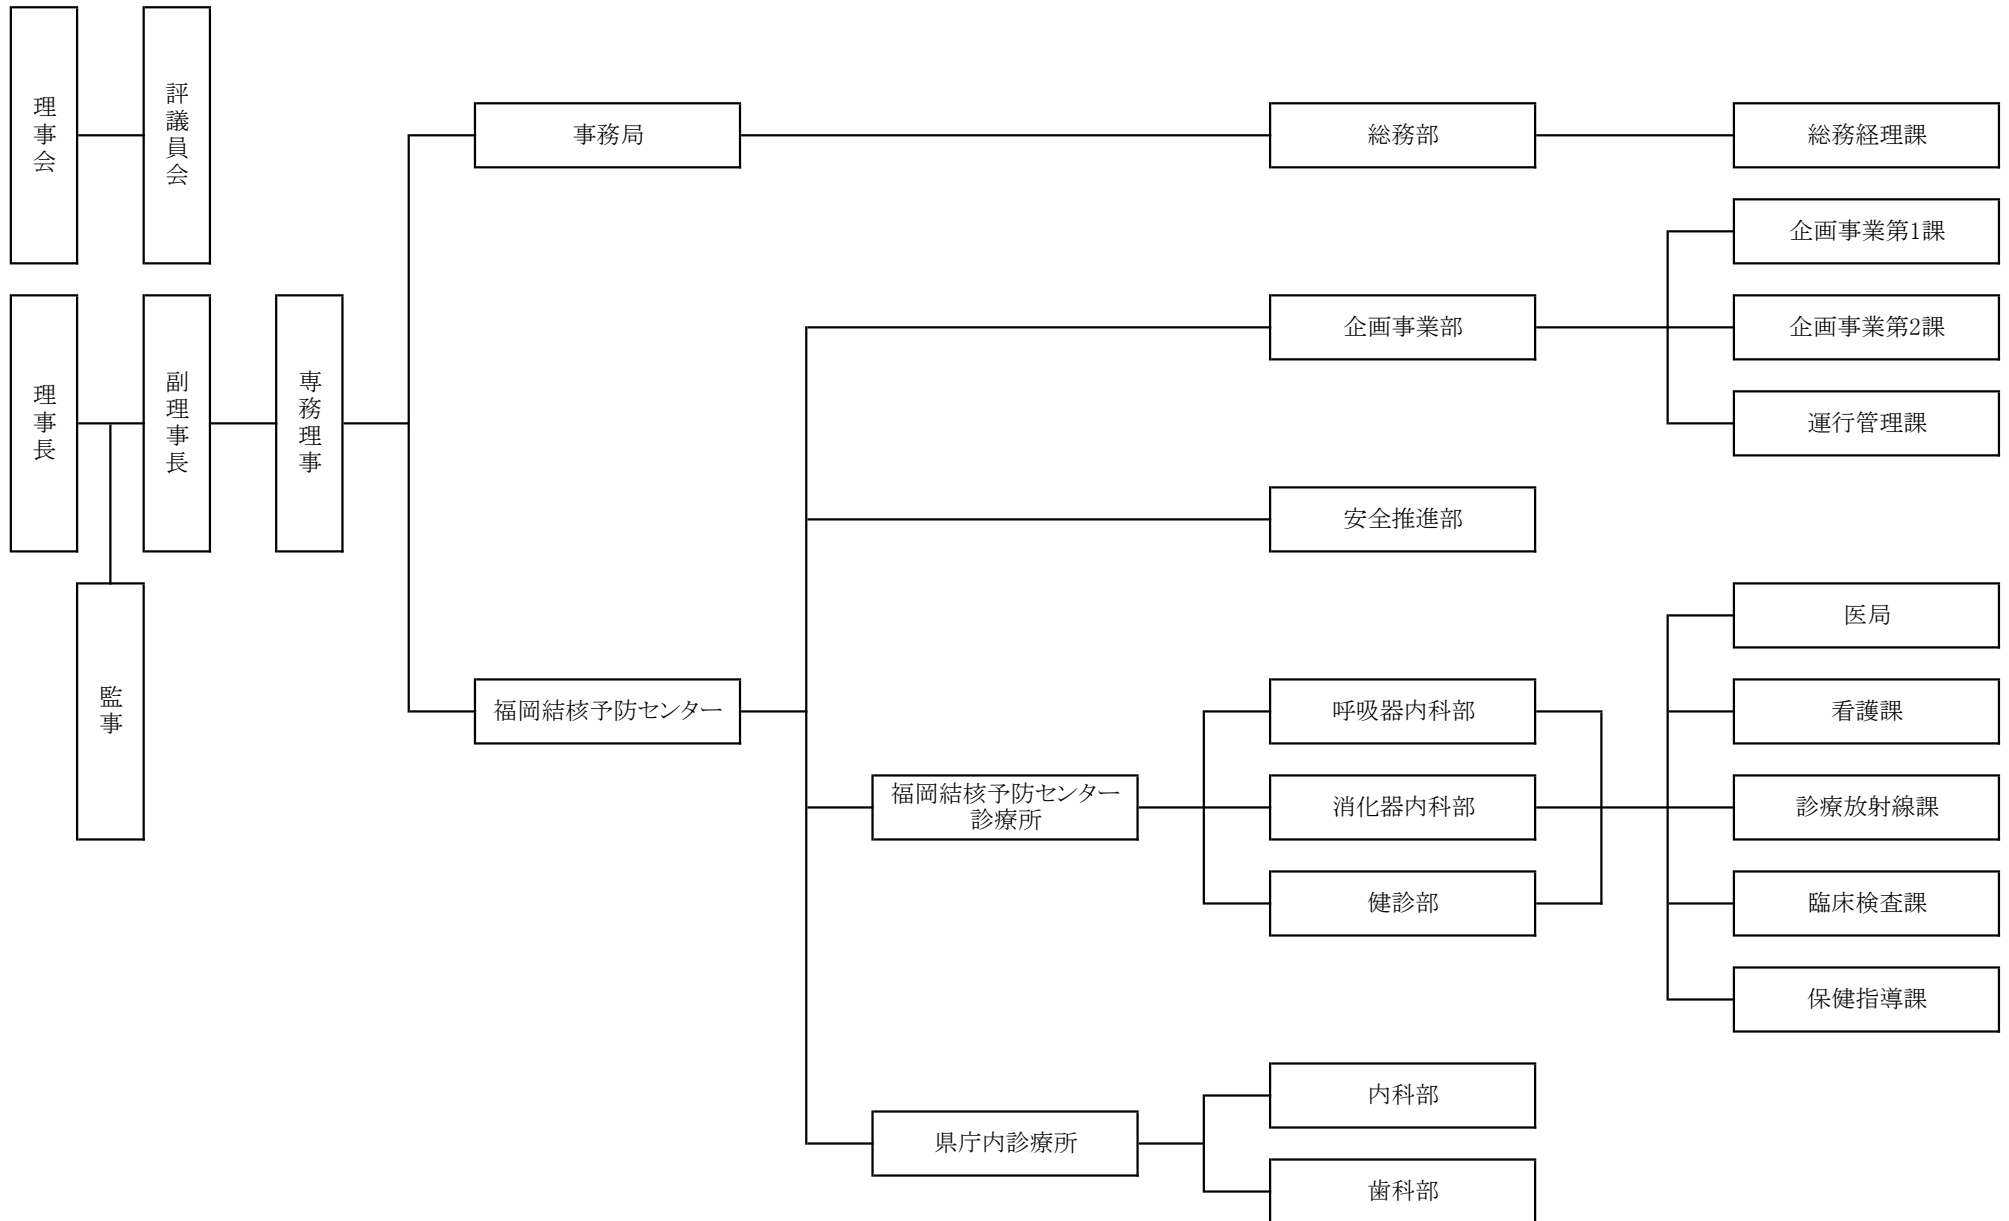 理事会
評議員会
事務局
総務部
総務経理課
企画事業第1課
理事長
副理事長
専務理事
企画事業部
企画事業第2課
運行管理課
安全推進部
監事
医局
福岡結核予防センター
呼吸器内科部
看護課
福岡結核予防センター
診療所
消化器内科部
診療放射線課
健診部
臨床検査課
保健指導課
内科部
県庁内診療所
歯科部